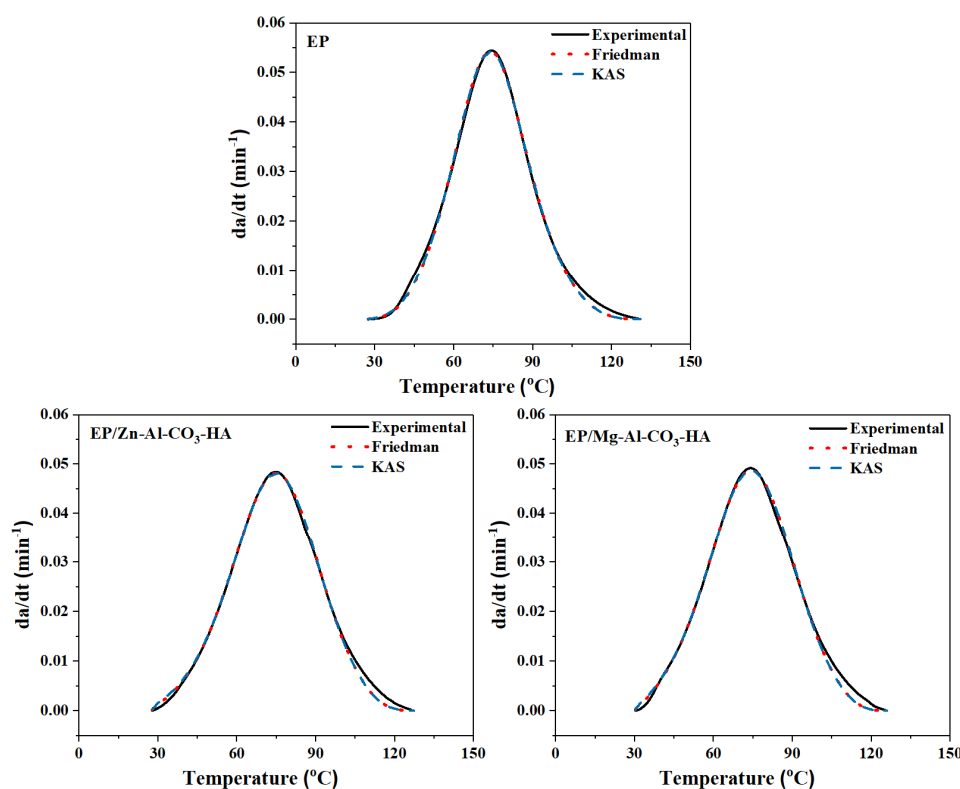 EP
Experimental
Friedman
KAS
0.06
0.05
0.04
0.03
0.02
0.01
0.00
da/dt (min⁻¹)
0 30 60 90 120 150
Temperature (°C)
EP/Zn-Al-CO₃-HA
Experimental
Friedman
KAS
0.06
0.05
0.04
0.03
0.02
0.01
0.00
da/dt (min⁻¹)
0 30 60 90 120 150
Temperature (°C)
EP/Mg-Al-CO₃-HA
Experimental
Friedman
KAS
0.06
0.05
0.04
0.03
0.02
0.01
0.00
da/dt (min⁻¹)
0 30 60 90 120 150
Temperature (°C)